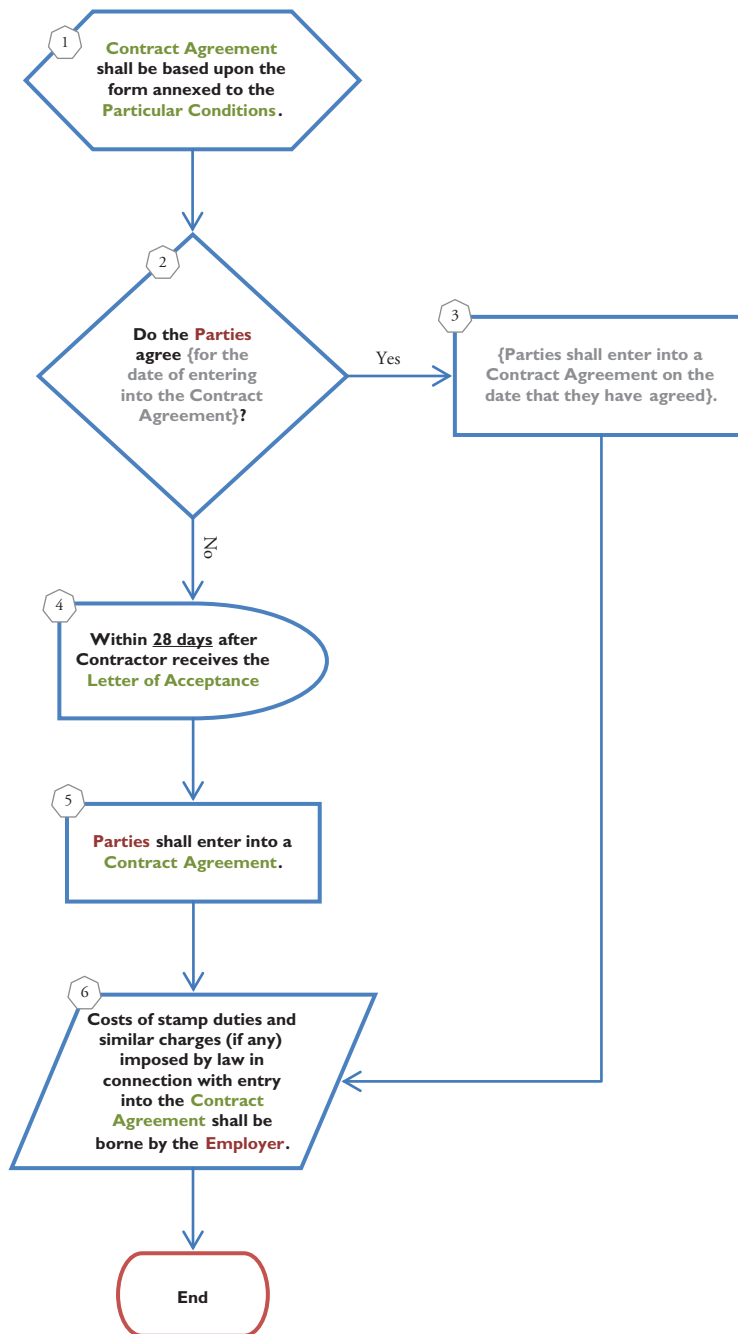 1
Contract Agreement
shall be based upon the
form annexed to the
Particular Conditions.
2
Do the Parties
agree {for the
date of entering
into the Contract
Agreement}?
Yes
3
{Parties shall enter into a
Contract Agreement on the
date that they have agreed}.
No
4
Within 28 days after
Contractor receives the
Letter of Acceptance
5
Parties shall enter into a
Contract Agreement.
6
Costs of stamp duties and
similar charges (if any)
imposed by law in
connection with entry
into the Contract
Agreement shall be
borne by the Employer.
End